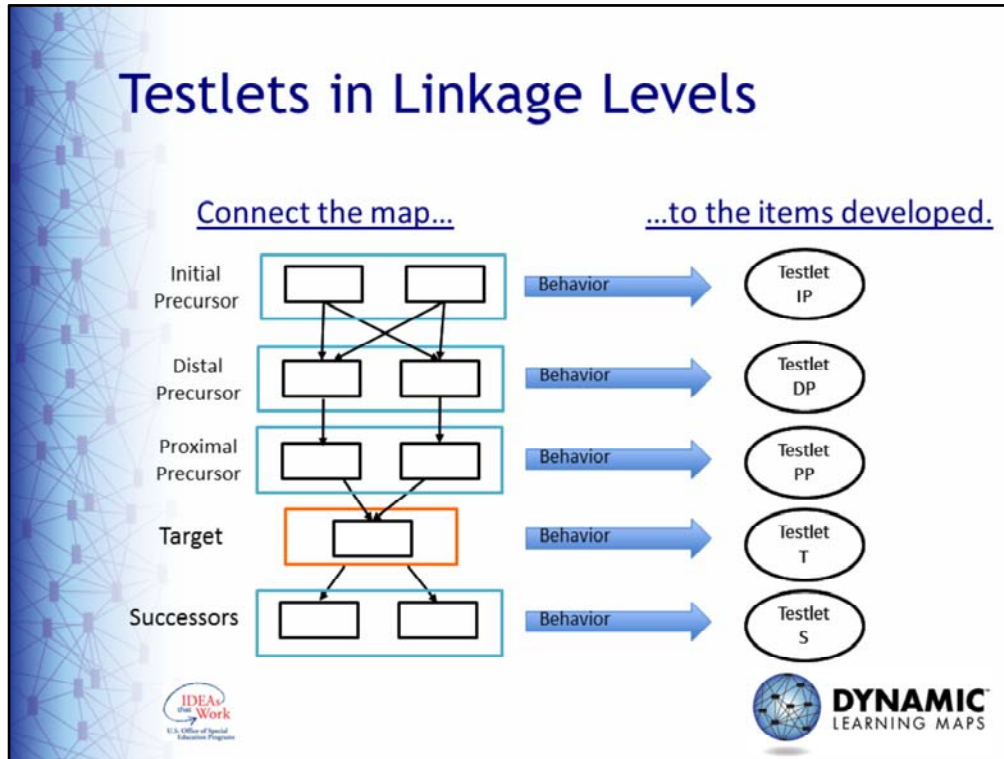 Testlets in Linkage Levels
Connect the map...
...to the items developed.
Initial
Precursor
Behavior
Testlet
IP
Distal
Precursor
Behavior
Testlet
DP
Proximal
Precursor
Behavior
Testlet
PP
Target
Behavior
Testlet
T
Successors
Behavior
Testlet
S
IDEAs
that
Work
U.S. Office of Special
Education Programs
DYNAMIC™
LEARNING MAPS